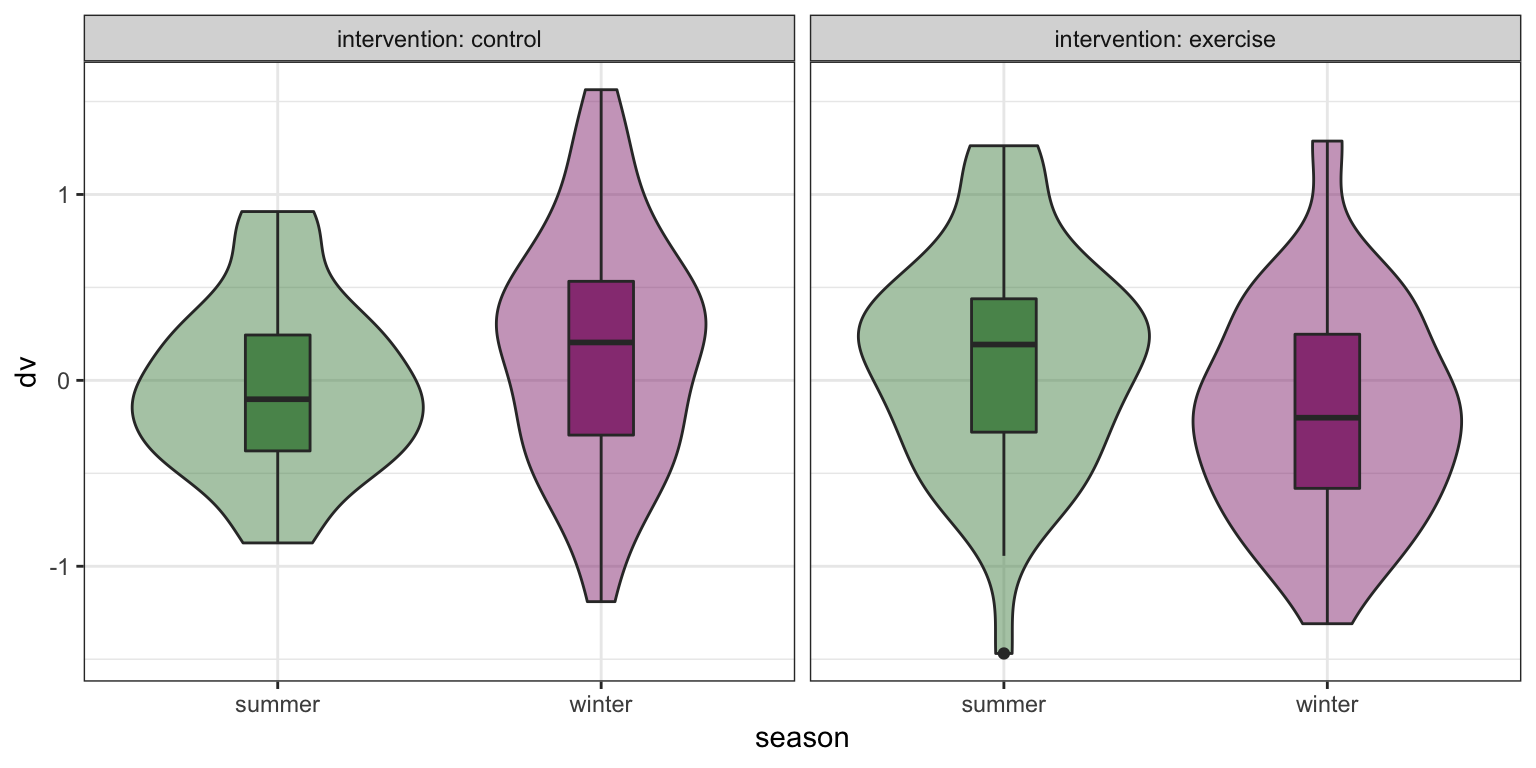 intervention: control
intervention: exercise
dv
1
0
-1
summer
winter
summer
winter
season